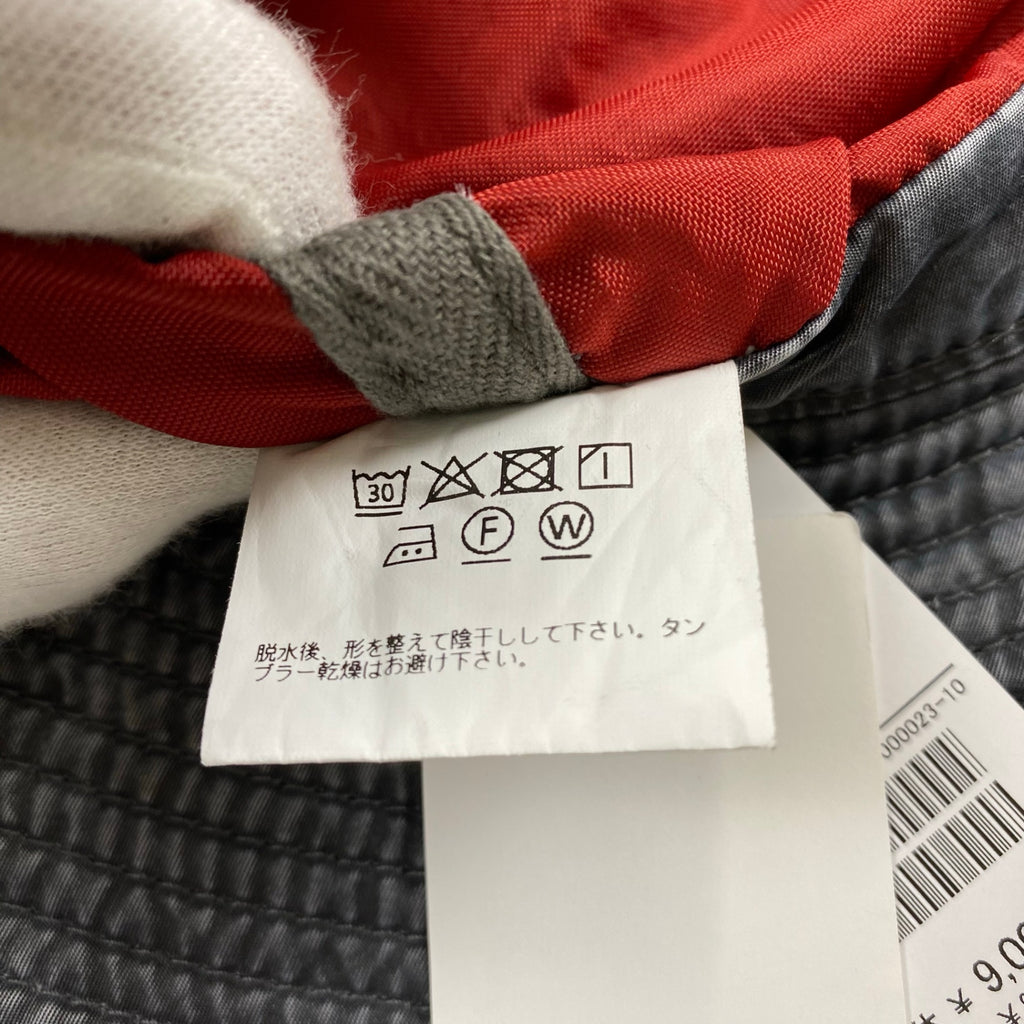 30
F W
脱水後、形を整えて陰干しして下さい。タン
ブラー乾燥はお避け下さい。
00023-10
¥ 9,0